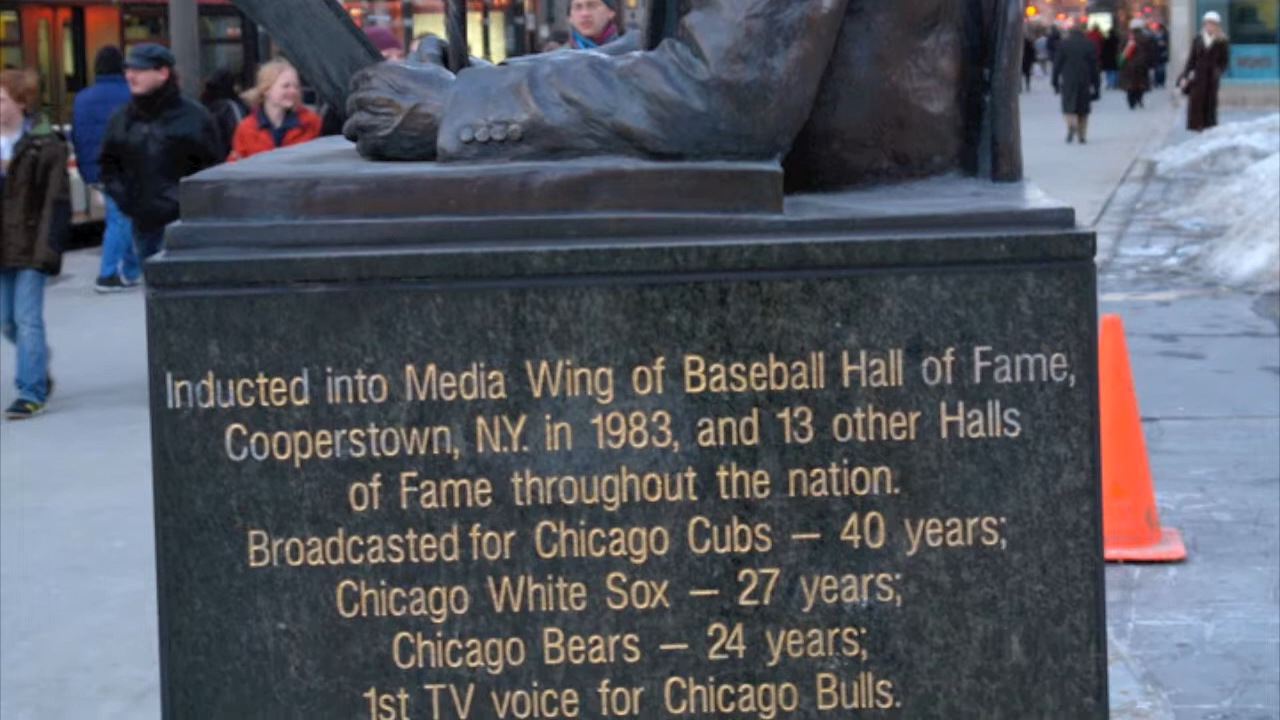 Inducted into Media Wing of Baseball Hall of Fame,
Cooperstown, N.Y. in 1983, and 13 other Halls
of Fame throughout the nation.
Broadcasted for Chicago Cubs – 40 years;
Chicago White Sox – 27 years;
Chicago Bears – 24 years;
1st TV voice for Chicago Bulls.